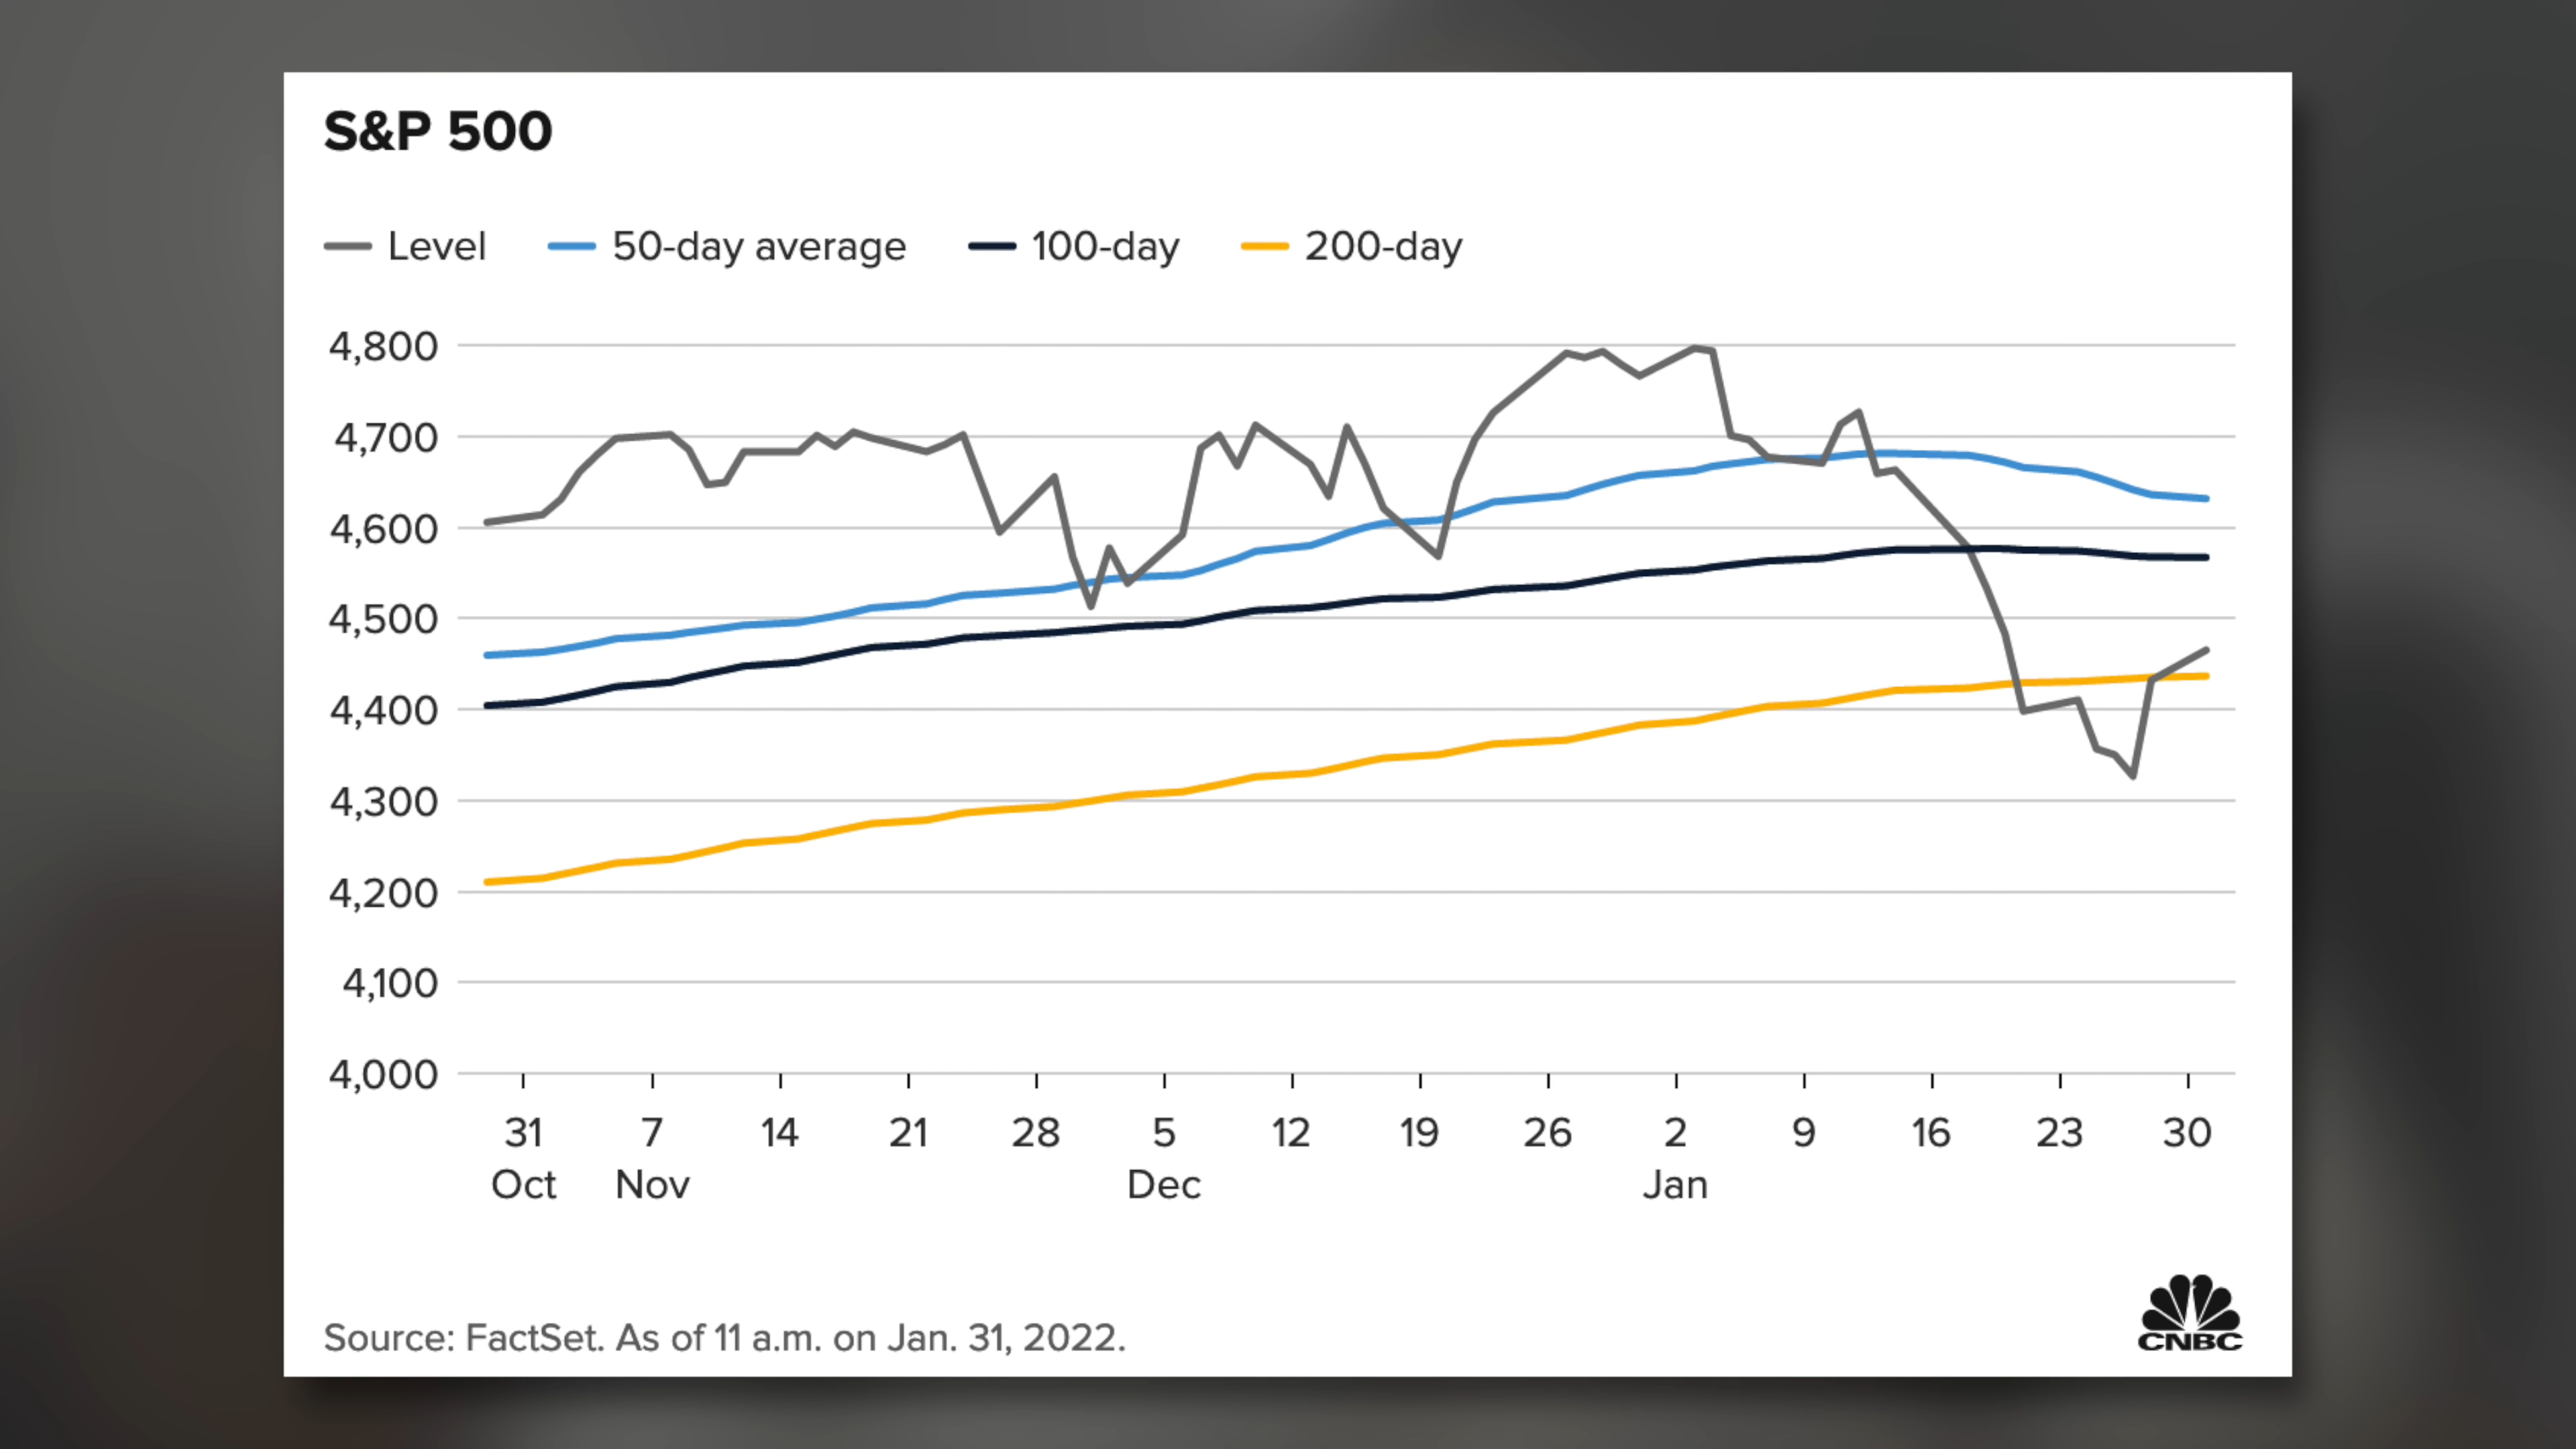 S&P 500
Level 50-day average 100-day 200-day
4,800
4,700
4,600
4,500
4,400
4,300
4,200
4,100
4,000
31 7 14 21 28 5 12 19 26 2 9 16 23 30
Oct Nov Dec Jan
Source: FactSet. As of 11 a.m. on Jan. 31, 2022.
CNBC